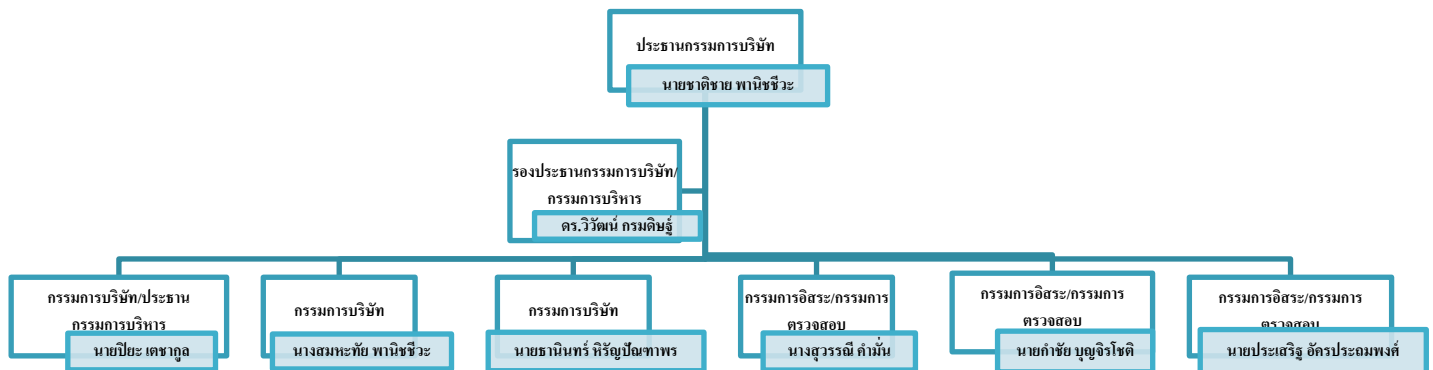 ประธานกรรมการบริษัท
นายชาติชาย พานิชชีวะ
รองประธานกรรมการบริษัท/
กรรมการบริหาร
ดร.วิวัฒน์ กรมดิษฐ์
กรรมการบริษัท/ประธาน
กรรมการบริหาร
นายปิยะ เตชากูล
กรรมการบริษัท
นางสมหะทัย พานิชชีวะ
กรรมการบริษัท
นายธานินทร์ หิรัญปัณฑาพร
กรรมการอิสระ/กรรมการ
ตรวจสอบ
นางสุวรรณี คำมั่น
กรรมการอิสระ/กรรมการ
ตรวจสอบ
นายกำชัย บุญจิรโชติ
กรรมการอิสระ/กรรมการ
ตรวจสอบ
นายประเสริฐ อัครประถมพงศ์